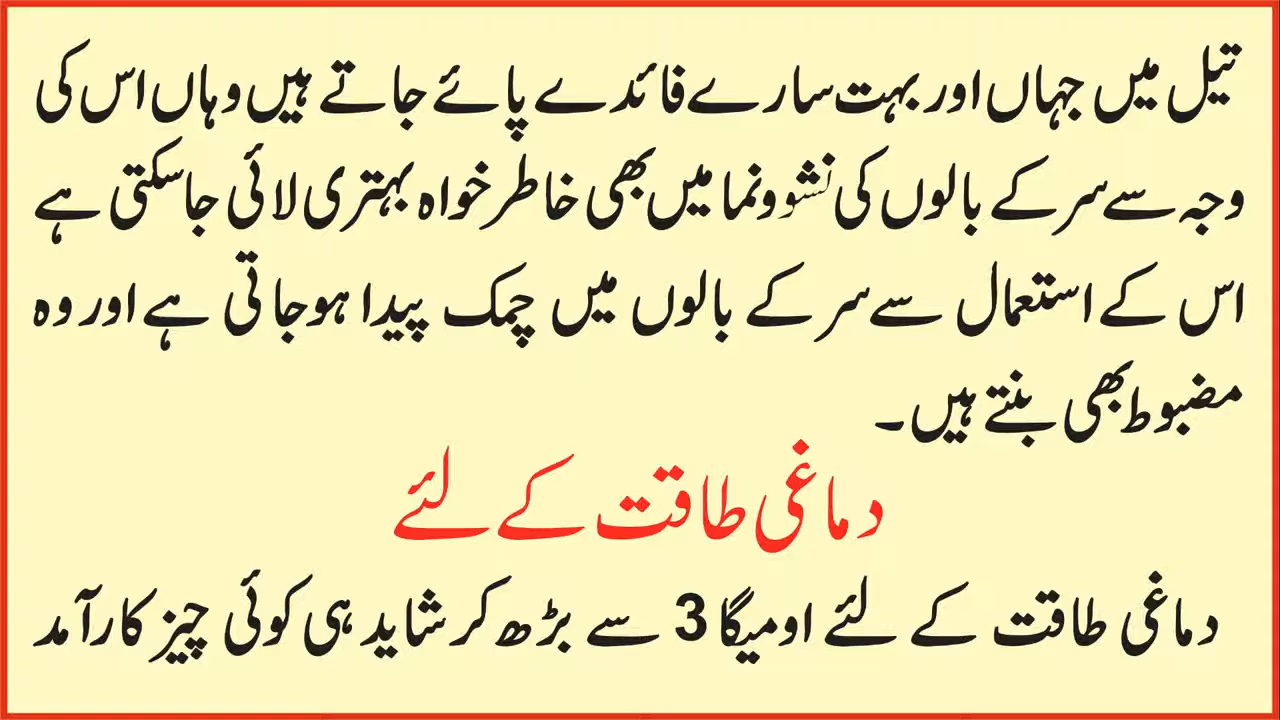 تیل میں جہاں اور بہت سارے فائدے پائے جاتے ہیں وہاں اس کی
وجہ سے سر کے بالوں کی نشوونما میں بھی خاطر خواہ بہتری لائی جاسکتی ہے
اس کے استعمال سے سر کے بالوں میں چمک پیدا ہوجاتی ہے اور وہ
مضبوط بھی بنتے ہیں۔
دماغی طاقت کے لئے
دماغی طاقت کے لئے اومیگا 3 سے بڑھ کر شاید ہی کوئی چیز کارآمد